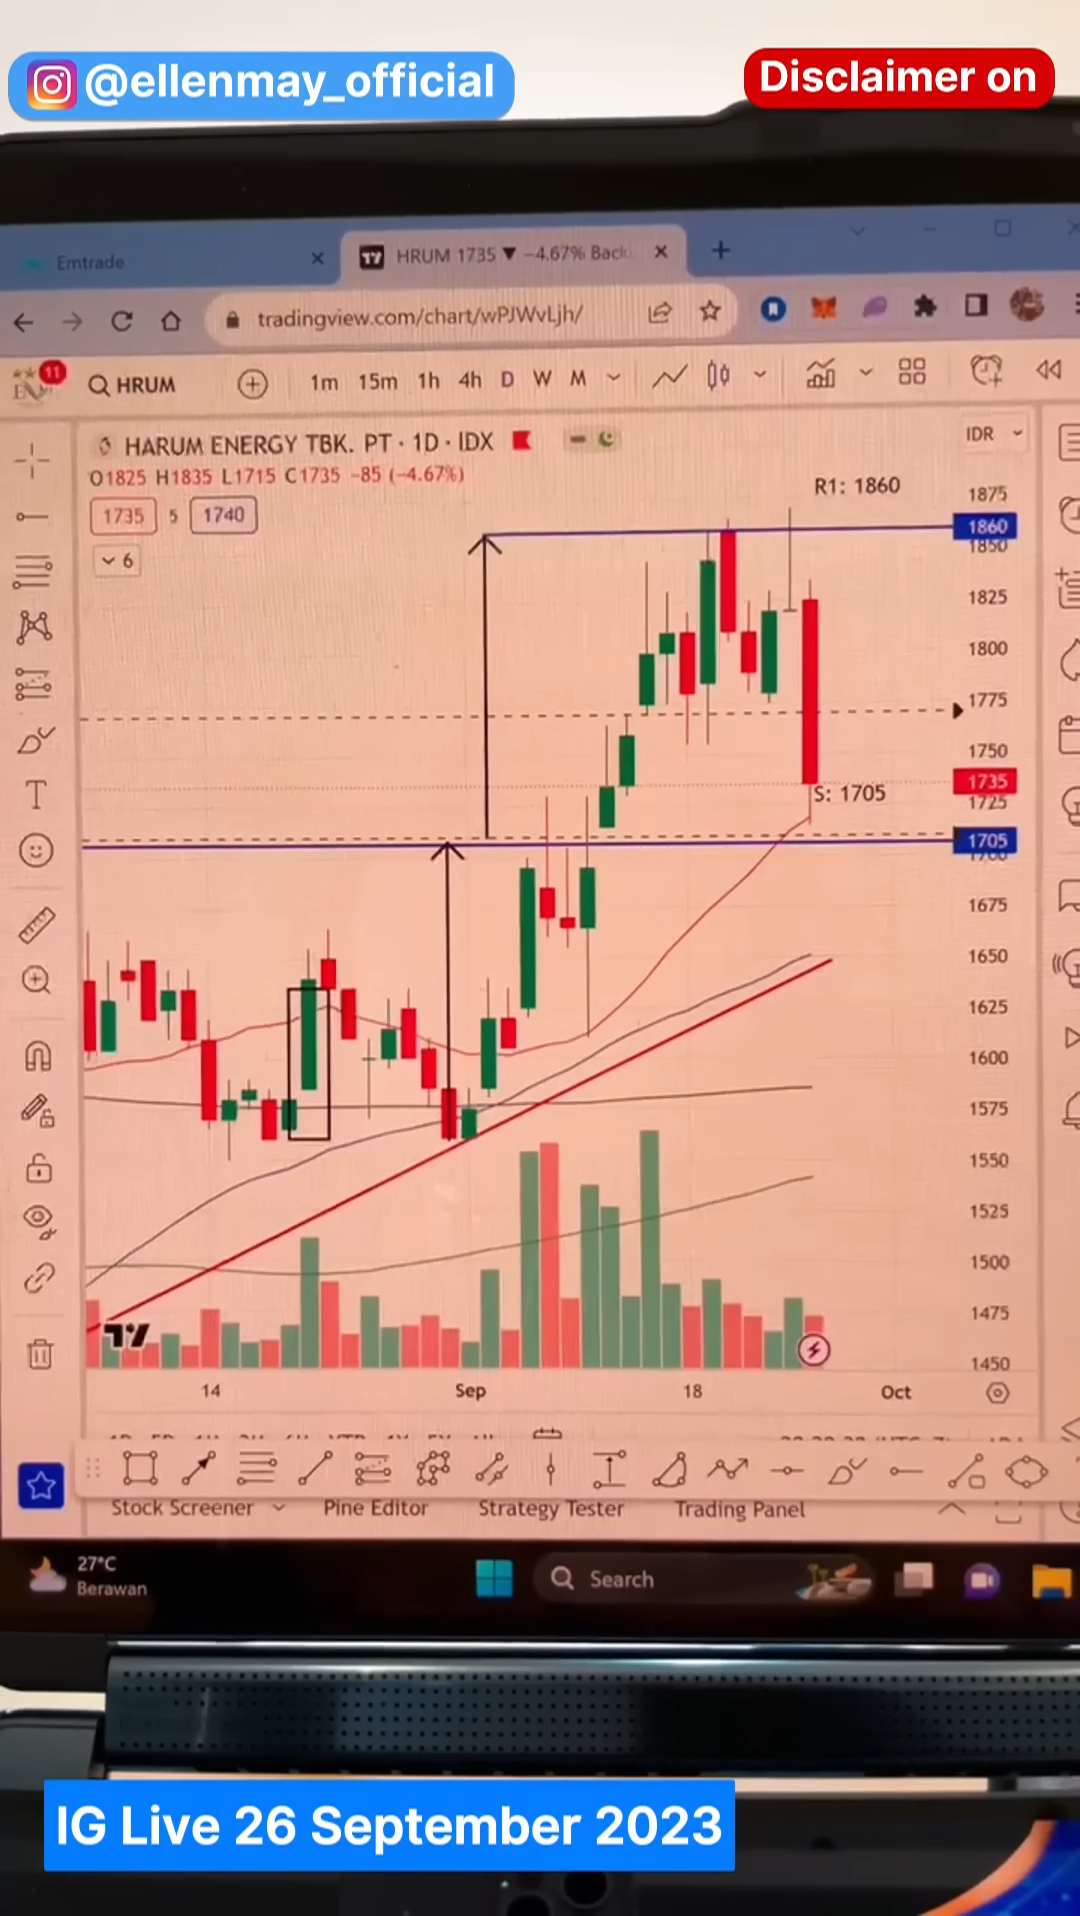 @ellenmay_official
Disclaimer on
Emtrade
HRUM 1735 ▼ −4.67% Back
tradingview.com/chart/wPJWvLjh/
11
HRUM
1m 15m 1h 4h D W M
HARUM ENERGY TBK. PT · 1D · IDX
IDR
O1825 H1835 L1715 C1735 −85 (−4.67%)
1735 5 1740
6
R1: 1860
1875
1860
1850
1825
1800
1775
1750
1735
S: 1705
1725
1705
1700
1675
1650
1625
1600
1575
1550
1525
1500
1475
1450
14 Sep 18 Oct
Stock Screener Pine Editor Strategy Tester Trading Panel
27°C
Berawan
Search
IG Live 26 September 2023